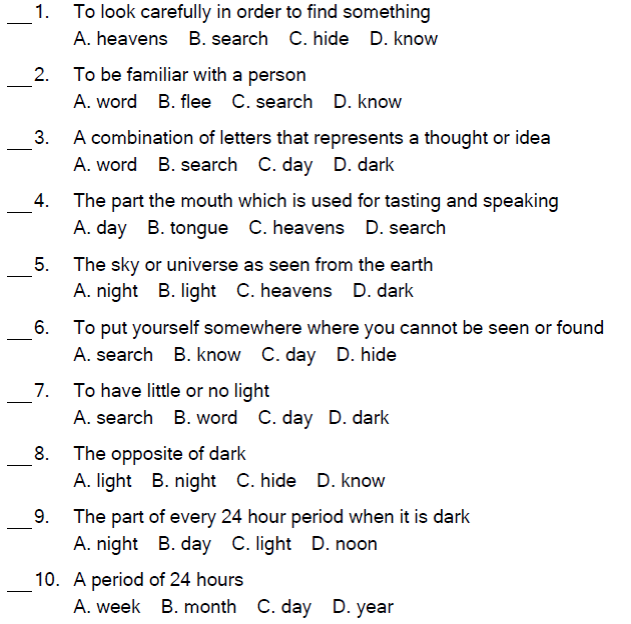 ___1. To look carefully in order to find something
A. heavens B. search C. hide D. know
___2. To be familiar with a person
A. word B. flee C. search D. know
___3. A combination of letters that represents a thought or idea
A. word B. search C. day D. dark
___4. The part the mouth which is used for tasting and speaking
A. day B. tongue C. heavens D. search
___5. The sky or universe as seen from the earth
A. night B. light C. heavens D. dark
___6. To put yourself somewhere where you cannot be seen or found
A. search B. know C. day D. hide
___7. To have little or no light
A. search B. word C. day D. dark
___8. The opposite of dark
A. light B. night C. hide D. know
___9. The part of every 24 hour period when it is dark
A. night B. day C. light D. noon
___10. A period of 24 hours
A. week B. month C. day D. year